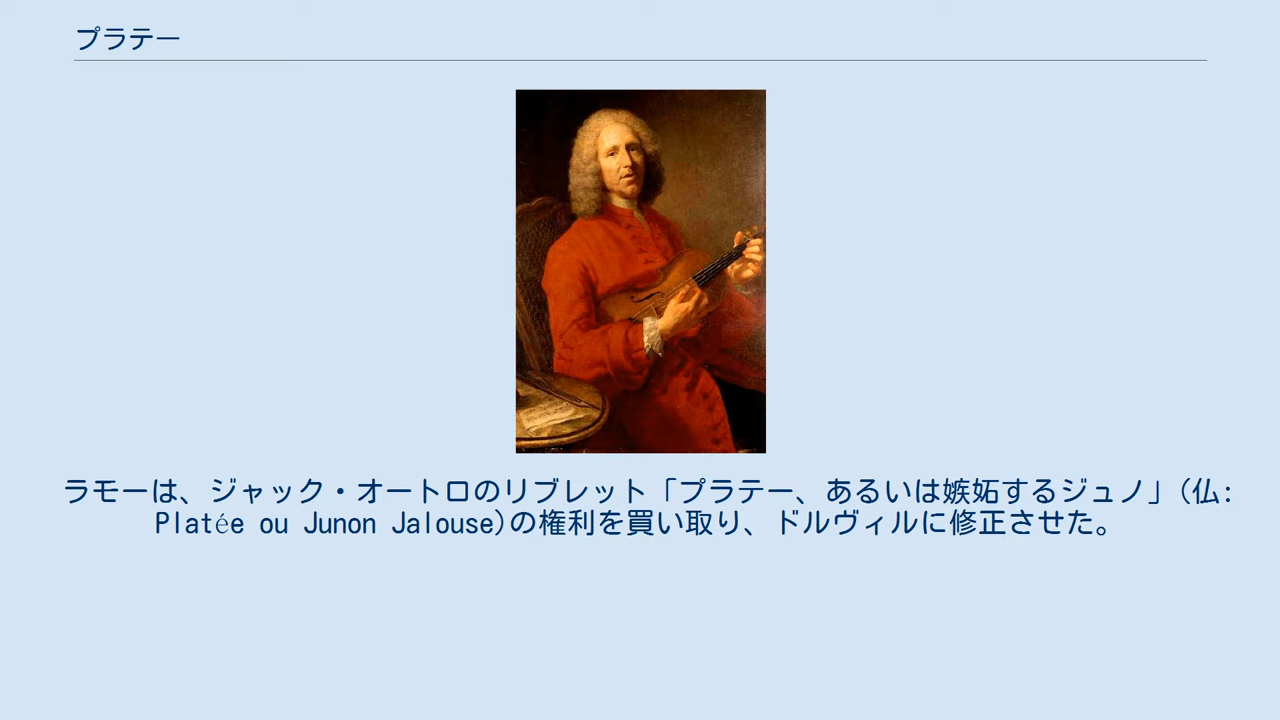 プラテー
ラモーは、ジャック・オートロのリブレット「プラテー、あるいは嫉妬するジュノ」(仏:
Platée ou Junon Jalouse)の権利を買い取り、ドルヴィルに修正させた。